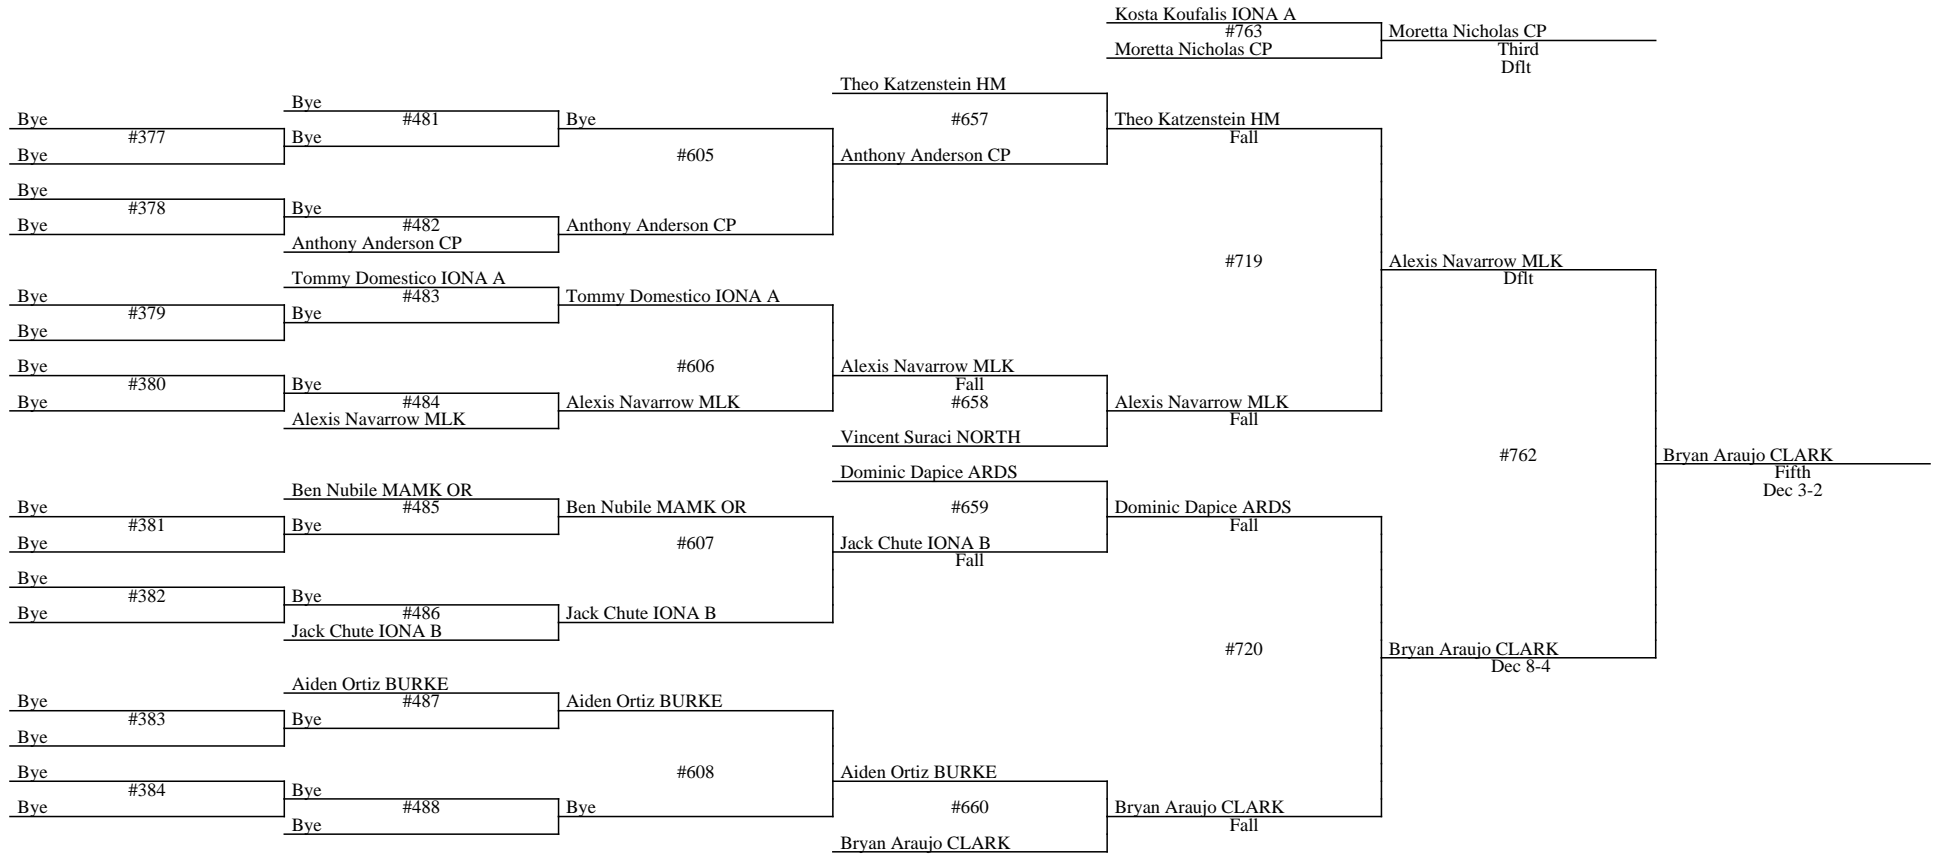 Kosta Koufalis IONA A
#763
Moretta Nicholas CP
Moretta Nicholas CP
Third
Dflt
Bye
#377
Bye
Bye
#378
Bye
Bye
#379
Bye
Bye
#380
Bye
Bye
#381
Bye
Bye
#382
Bye
Bye
#383
Bye
Bye
#384
Bye
Bye
#481
Bye
Bye
#482
Anthony Anderson CP
Tommy Domestico IONA A
#483
Bye
Bye
#484
Alexis Navarrow MLK
Ben Nubile MAMK OR
#485
Bye
Bye
#486
Jack Chute IONA B
Aiden Ortiz BURKE
#487
Bye
Bye
#488
Bye
Bye
#605
Anthony Anderson CP
Tommy Domestico IONA A
#606
Alexis Navarrow MLK
Ben Nubile MAMK OR
#607
Jack Chute IONA B
Aiden Ortiz BURKE
#608
Bye
Theo Katzenstein HM
#657
Anthony Anderson CP
Alexis Navarrow MLK
Fall
#658
Vincent Suraci NORTH
Dominic Dapice ARDS
#659
Jack Chute IONA B
Fall
Aiden Ortiz BURKE
#660
Bryan Araujo CLARK
Theo Katzenstein HM
Fall
#719
Alexis Navarrow MLK
Fall
Dominic Dapice ARDS
Fall
#720
Bryan Araujo CLARK
Fall
Alexis Navarrow MLK
Dflt
#762
Bryan Araujo CLARK
Dec 8-4
Bryan Araujo CLARK
Fifth
Dec 3-2